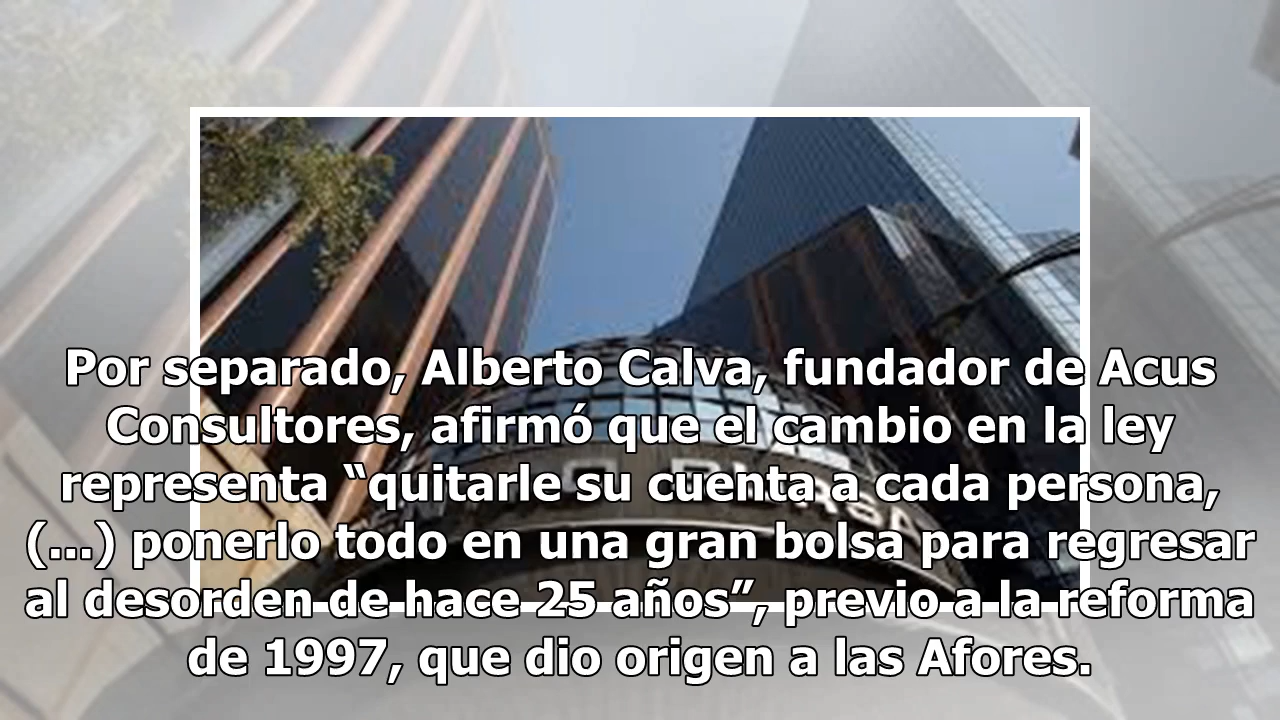 Por separado, Alberto Calva, fundador de Acus
Consultores, afirmó que el cambio en la ley
representa “quitarle su cuenta a cada persona,
(...) ponerlo todo en una gran bolsa para regresar
al desorden de hace 25 años”, previo a la reforma
de 1997, que dio origen a las Afores.